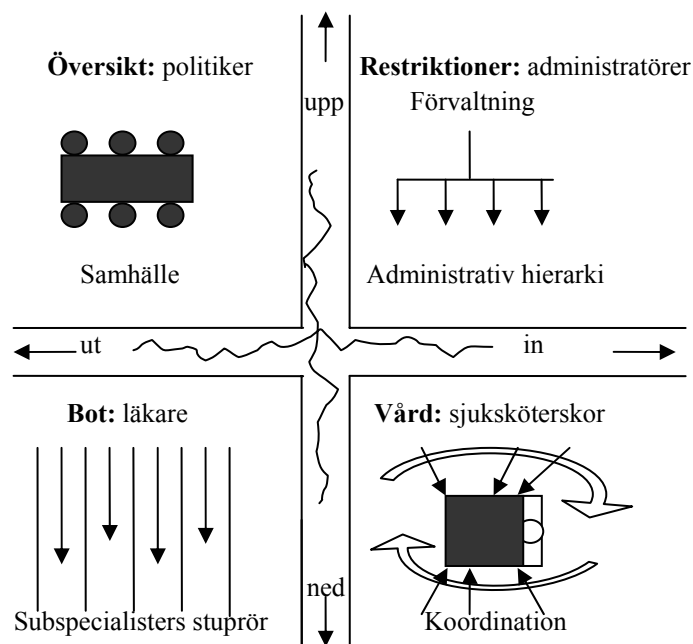 Översikt: politiker
Samhälle
upp
Restriktioner: administratörer
Förvaltning
Administrativ hierarki
ut
in
Bot: läkare
Subspecialisters stuprör
ned
Vård: sjuksköterskor
Koordination